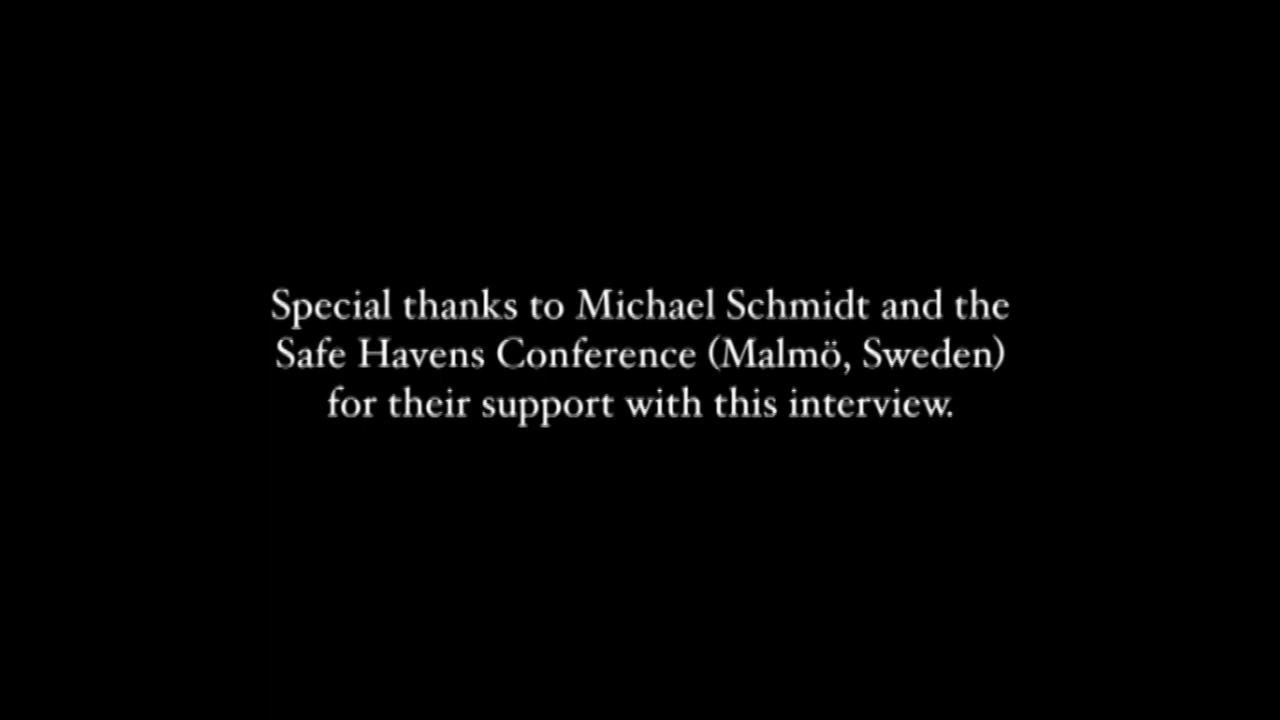 Special thanks to Michael Schmidt and the
Safe Havens Conference (Malmö, Sweden)
for their support with this interview.